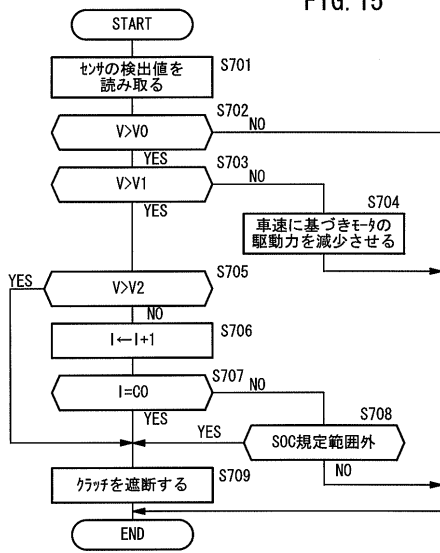 FIG. 15
START
センサの検出値を
読み取る
S701
V>V0
S702
NO
YES
V>V1
S703
NO
YES
S704
車速に基づきモータの
駆動力を減少させる
YES
V>V2
S705
NO
I←I+1
S706
I=C0
S707
NO
YES
YES
S708
SOC規定範囲外
NO
クラッチを遮断する
S709
END